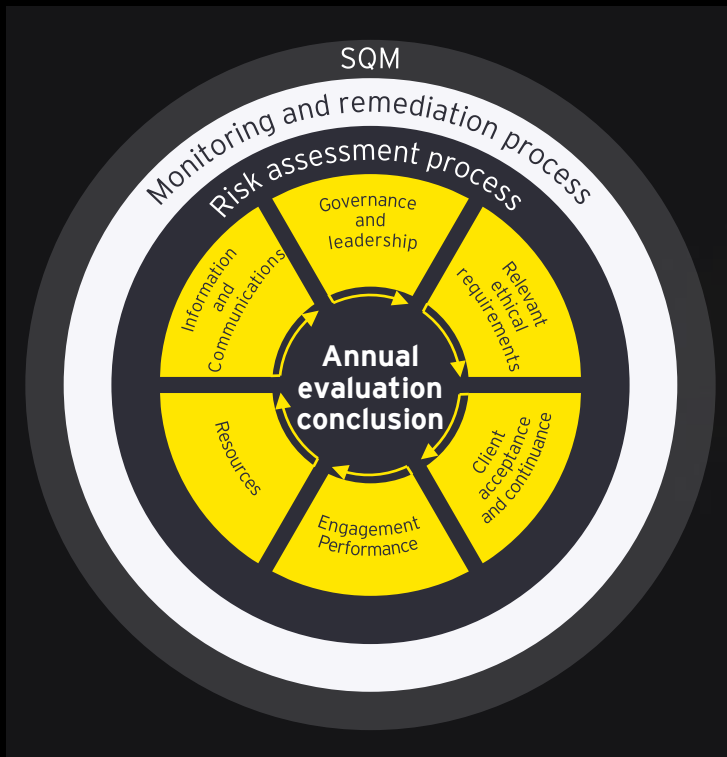 SQM
Monitoring and remediation process
Risk assessment process
Governance
and
leadership
Relevant
ethical
requirements
Client
acceptance
and continuance
Engagement
Performance
Resources
Information
and
Communications
Annual
evaluation
conclusion